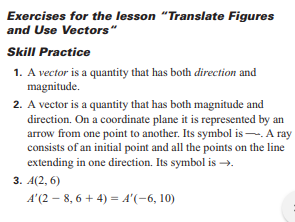 Exercises for the lesson “Translate Figures
and Use Vectors”
Skill Practice
1. A vector is a quantity that has both direction and
magnitude.
2. A vector is a quantity that has both magnitude and
direction. On a coordinate plane it is represented by an
arrow from one point to another. Its symbol is ⇀. A ray
consists of an initial point and all the points on the line
extending in one direction. Its symbol is →.
3. A(2, 6)
A′(2 − 8, 6 + 4) = A′(−6, 10)